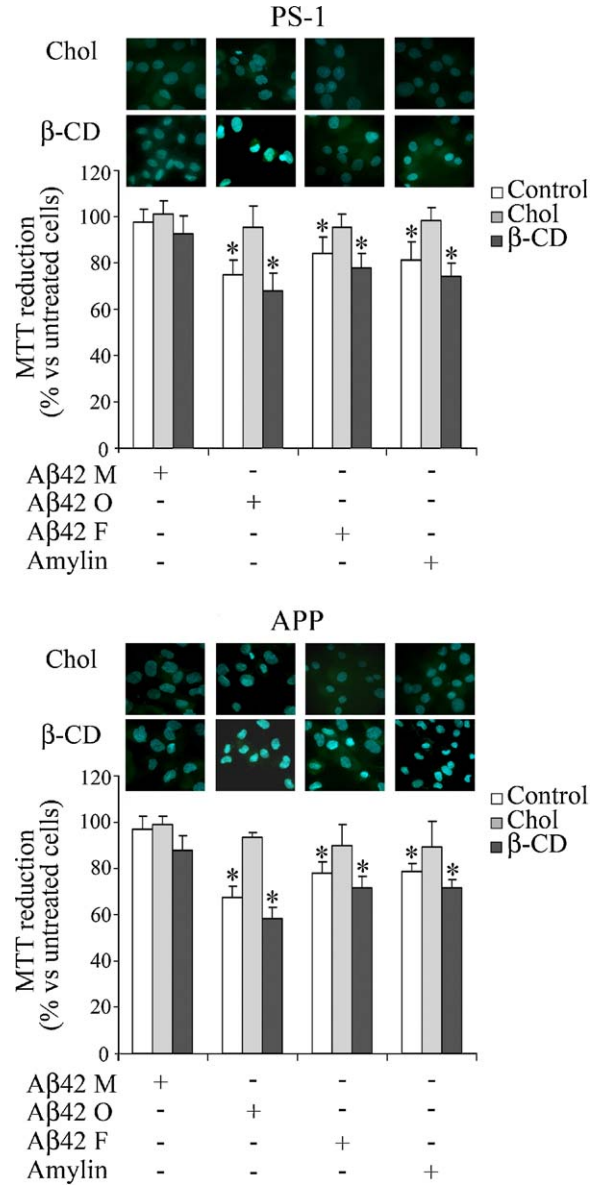 PS-1
Chol
β-CD
120
100
80
60
40
20
0
MTT reduction
(% vs untreated cells)
Control
Chol
β-CD
* * * * * *
Aβ42 M + - - -
Aβ42 O - + - -
Aβ42 F - - + -
Amylin - - - +
APP
Chol
β-CD
120
100
80
60
40
20
0
MTT reduction
(% vs untreated cells)
Control
Chol
β-CD
* * * * * *
Aβ42 M + - - -
Aβ42 O - + - -
Aβ42 F - - + -
Amylin - - - +